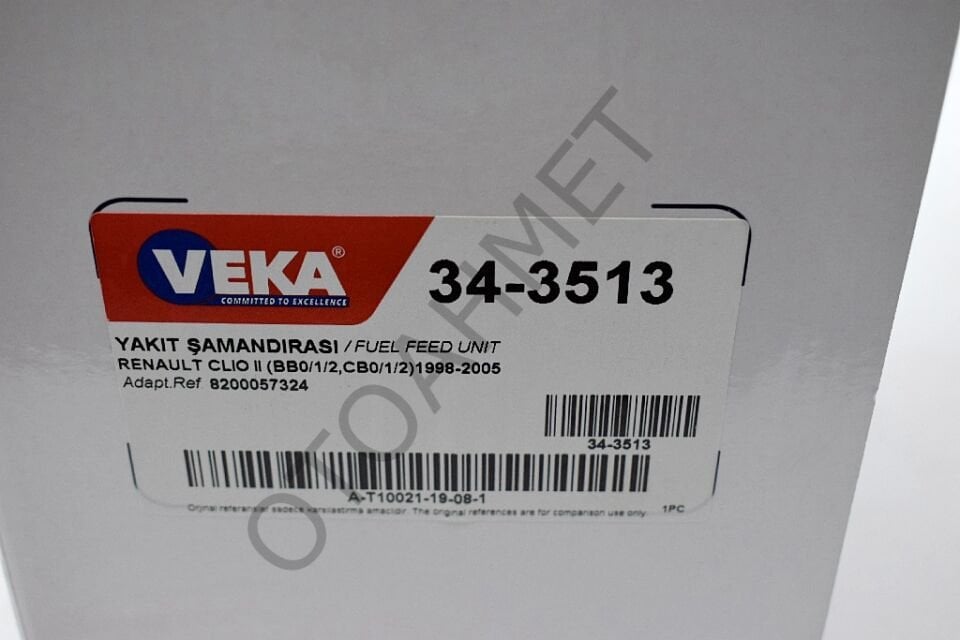 VEKA®
COMMITTED TO EXCELLENCE
34-3513
YAKIT ŞAMANDIRASI / FUEL FEED UNIT
RENAULT CLIO II (BB0/1/2,CB0/1/2)1998-2005
Adapt.Ref. 8200057324
34-3513
A-T10021-19-08-1
Orjinal referanslar sadece karsilastirma amaclidir. The original references are for comparison use only.
1PC
OTOAHMET